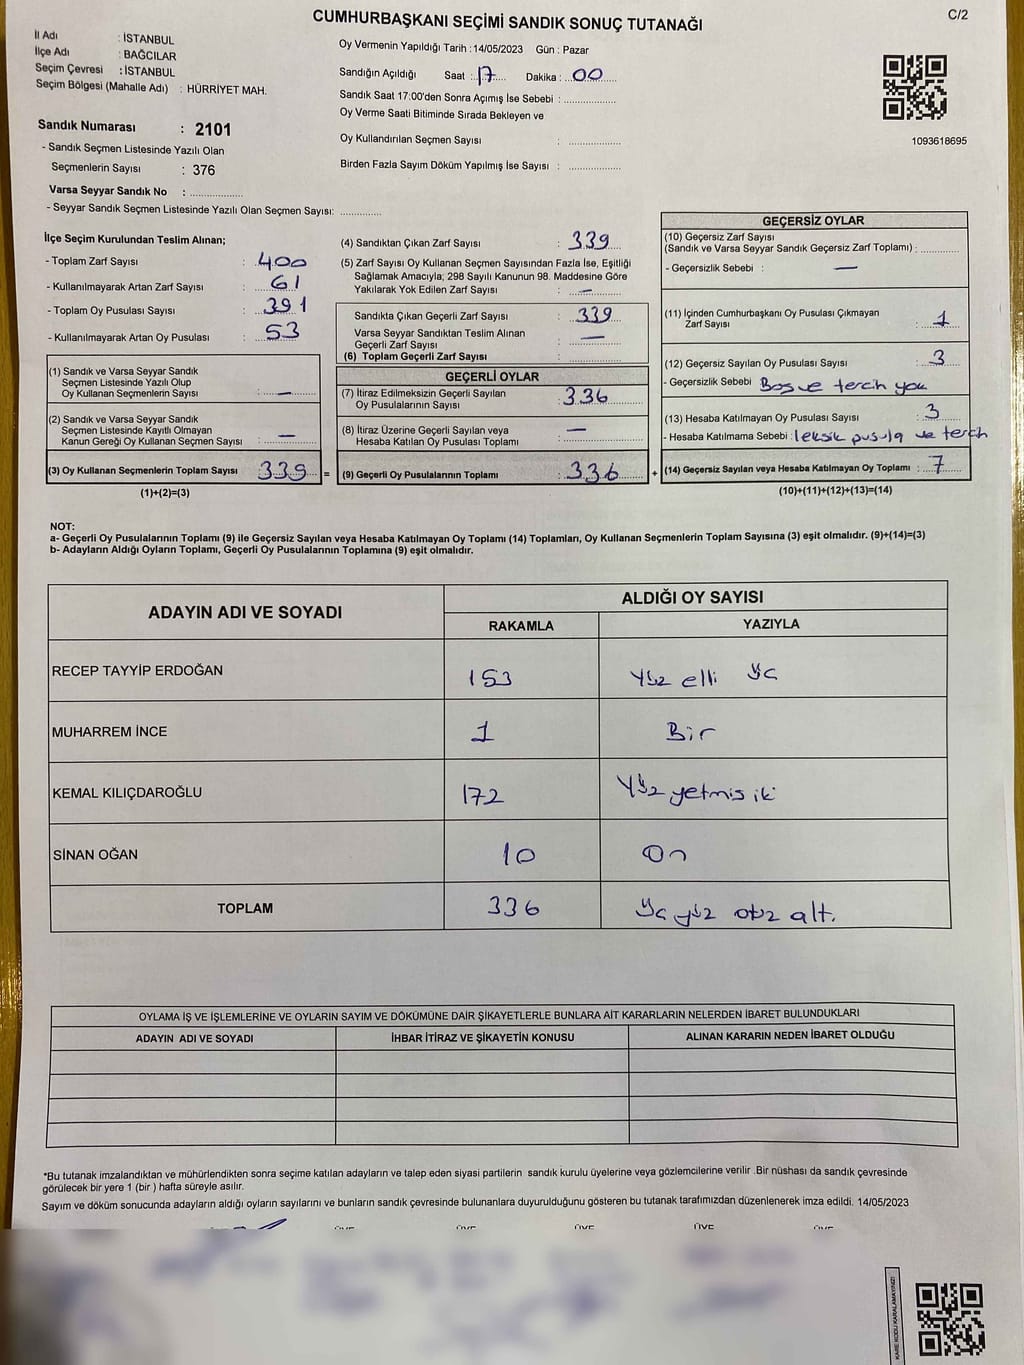 CUMHURBAŞKANI SEÇİMİ SANDIK SONUÇ TUTANAĞI
C/2
İl Adı : İSTANBUL
İlçe Adı : BAĞCILAR
Seçim Çevresi : İSTANBUL
Seçim Bölgesi (Mahalle Adı) : HÜRRİYET MAH.
Sandık Numarası : 2101
- Sandık Seçmen Listesinde Yazılı Olan
Seçmenlerin Sayısı : 376
Varsa Seyyar Sandık No : ................
- Seyyar Sandık Seçmen Listesinde Yazılı Olan Seçmen Sayısı: ............
Oy Vermenin Yapıldığı Tarih :14/05/2023 Gün : Pazar
Sandığın Açıldığı Saat : 17 Dakika : 00
Sandık Saat 17:00'den Sonra Açımış İse Sebebi : ................
Oy Verme Saati Bitiminde Sırada Bekleyen ve
Oy Kullandırılan Seçmen Sayısı : ................
Birden Fazla Sayım Döküm Yapılmış İse Sayısı : ................
1093618695
İlçe Seçim Kurulundan Teslim Alınan;
- Toplam Zarf Sayısı : 400
- Kullanılmayarak Artan Zarf Sayısı : 61
- Toplam Oy Pusulası Sayısı : 391
- Kullanılmayarak Artan Oy Pusulası : 53
(1) Sandık ve Varsa Seyyar Sandık
Seçmen Listesinde Yazılı Olup
Oy Kullanan Seçmenlerin Sayısı : —
(2) Sandık ve Varsa Seyyar Sandık
Seçmen Listesinde Kayıtlı Olmayan
Kanun Gereği Oy Kullanan Seçmen Sayısı : —
(3) Oy Kullanan Seçmenlerin Toplam Sayısı 339 =
(1)+(2)=(3)
(4) Sandıktan Çıkan Zarf Sayısı : 339
(5) Zarf Sayısı Oy Kullanan Seçmen Sayısından Fazla İse, Eşitliği
Sağlamak Amacıyla; 298 Sayılı Kanunun 98. Maddesine Göre
Yakılarak Yok Edilen Zarf Sayısı : —
Sandıkta Çıkan Geçerli Zarf Sayısı : 339
Varsa Seyyar Sandıktan Teslim Alınan
Geçerli Zarf Sayısı : —
(6) Toplam Geçerli Zarf Sayısı : ................
GEÇERLİ OYLAR
(7) İtiraz Edilmeksizin Geçerli Sayılan
Oy Pusulalarının Sayısı : 336
(8) İtiraz Üzerine Geçerli Sayılan veya
Hesaba Katılan Oy Pusulası Toplamı : —
(9) Geçerli Oy Pusulalarının Toplamı : 336 +
GEÇERSİZ OYLAR
(10) Geçersiz Zarf Sayısı
(Sandık ve Varsa Seyyar Sandık Geçersiz Zarf Toplamı) : ............
- Geçersizlik Sebebi : —
(11) İçinden Cumhurbaşkanı Oy Pusulası Çıkmayan
Zarf Sayısı : 1
(12) Geçersiz Sayılan Oy Pusulası Sayısı : 3
- Geçersizlik Sebebi Boş ve tercih yok
(13) Hesaba Katılmayan Oy Pusulası Sayısı : 3
- Hesaba Katılmama Sebebi : leksik pusula ve tercih
(14) Geçersiz Sayılan veya Hesaba Katılmayan Oy Toplamı : 7
(10)+(11)+(12)+(13)=(14)
NOT:
a- Geçerli Oy Pusulalarının Toplamı (9) ile Geçersiz Sayılan veya Hesaba Katılmayan Oy Toplamı (14) Toplamları, Oy Kullanan Seçmenlerin Toplam Sayısına (3) eşit olmalıdır. (9)+(14)=(3)
b- Adayların Aldığı Oyların Toplamı, Geçerli Oy Pusulalarının Toplamına (9) eşit olmalıdır.
ADAYIN ADI VE SOYADI ALDIĞI OY SAYISI
RAKAMLA YAZIYLA
RECEP TAYYİP ERDOĞAN 153 Yüz elli üç
MUHARREM İNCE 1 Bir
KEMAL KILIÇDAROĞLU 172 Yüz yetmiş iki
SİNAN OĞAN 10 On
TOPLAM 336 Üç yüz otuz altı
OYLAMA İŞ VE İŞLEMLERİNE VE OYLARIN SAYIM VE DÖKÜMÜNE DAİR ŞİKAYETLERLE BUNLARA AİT KARARLARIN NELERDEN İBARET BULUNDUKLARI
ADAYIN ADI VE SOYADI İHBAR İTİRAZ VE ŞİKAYETİN KONUSU ALINAN KARARIN NEDEN İBARET OLDUĞU
*Bu tutanak imzalandıktan ve mühürlendikten sonra seçime katılan adayların ve talep eden siyasi partilerin sandık kurulu üyelerine veya gözlemcilerine verilir .Bir nüshası da sandık çevresinde
görülecek bir yere 1 (bir ) hafta süreyle asılır.
Sayım ve döküm sonucunda adayların aldığı oyların sayılarını ve bunların sandık çevresinde bulunanlara duyurulduğunu gösteren bu tutanak tarafımızdan düzenlenerek imza edildi. 14/05/2023
ÜYE ÜYE ÜYE ÜYE ÜYE
KARE KODU KARALAMAYINIZ!